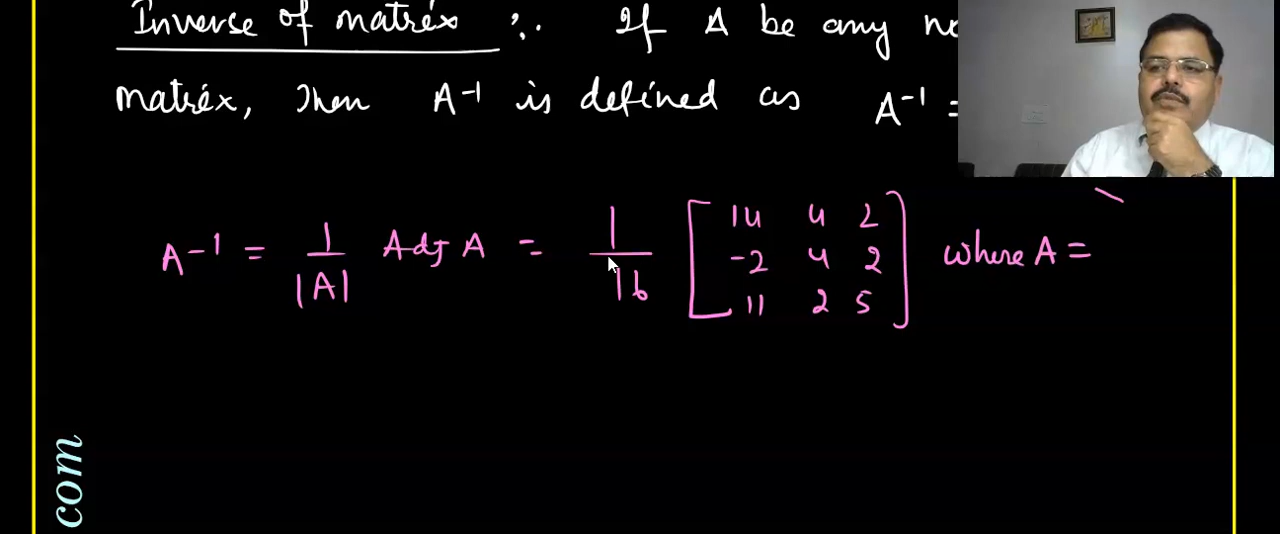 Inverse of matrix :. If A be any
matrix, then A-1 is defined as A-1 =
A-1 = 1/|A| Adj A = 1/16 [14 4 2; -2 4 2; 11 2 5] where A =
com